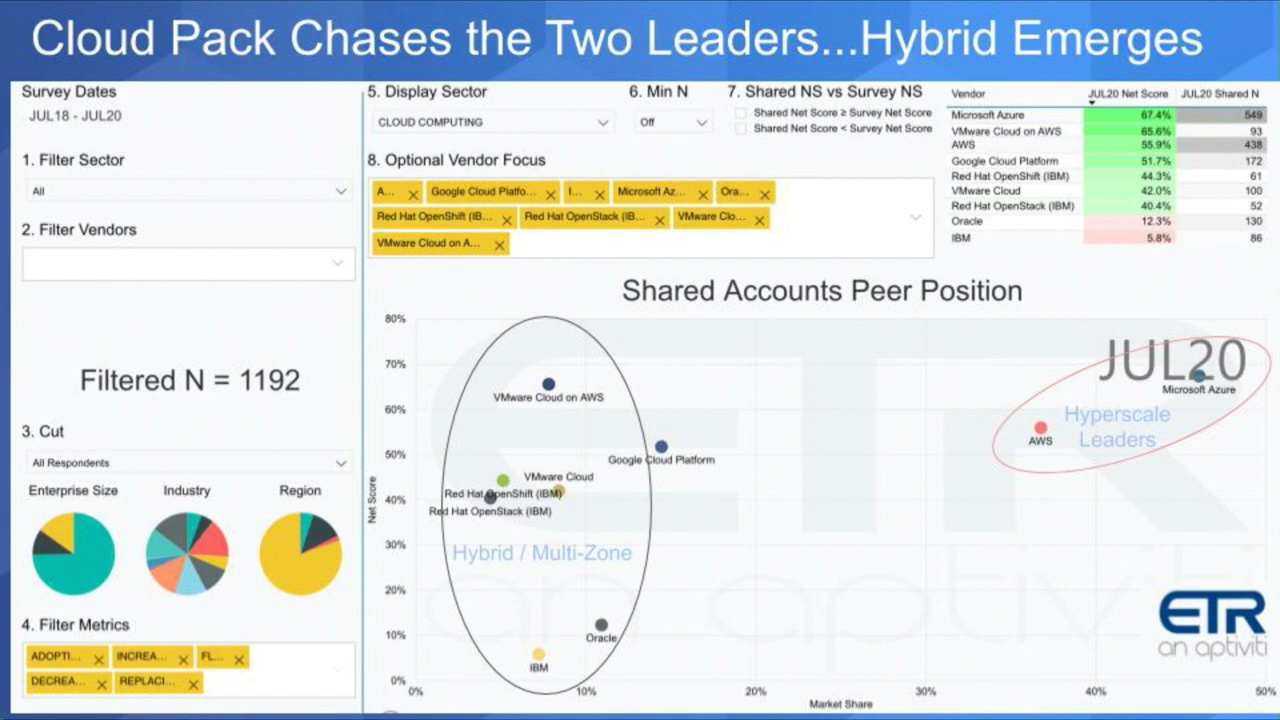 Cloud Pack Chases the Two Leaders...Hybrid Emerges
Survey Dates
JUL18 - JUL20
1. Filter Sector
All
2. Filter Vendors
Filtered N = 1192
3. Cut
All Respondents
Enterprise Size
Industry
Region
4. Filter Metrics
ADOPTI...
INCREA...
FL...
DECREA...
REPLACI...
5. Display Sector
CLOUD COMPUTING
6. Min N
Off
7. Shared NS vs Survey NS
Shared Net Score ≥ Survey Net Score
Shared Net Score < Survey Net Score
8. Optional Vendor Focus
A...
Google Cloud Platfo...
I...
Microsoft Az...
Ora...
Red Hat OpenShift (IB...
Red Hat OpenStack (IB...
VMware Clo...
VMware Cloud on A...
Vendor JUL20 Net Score JUL20 Shared N
Microsoft Azure 67.4% 549
VMware Cloud on AWS 65.6% 93
AWS 55.9% 438
Google Cloud Platform 51.7% 172
Red Hat OpenShift (IBM) 44.3% 61
VMware Cloud 42.0% 100
Red Hat OpenStack (IBM) 40.4% 52
Oracle 12.3% 130
IBM 5.8% 86
Shared Accounts Peer Position
80%
70%
60%
50%
40%
30%
20%
10%
0%
Net Score
JUL20
Microsoft Azure
Hyperscale
Leaders
AWS
VMware Cloud on AWS
Google Cloud Platform
VMware Cloud
Red Hat OpenShift (IBM)
Red Hat OpenStack (IBM)
Hybrid / Multi-Zone
Oracle
IBM
0%
10%
20%
30%
40%
50%
Market Share
ETR
an aptiviti
ETR
an aptiviti